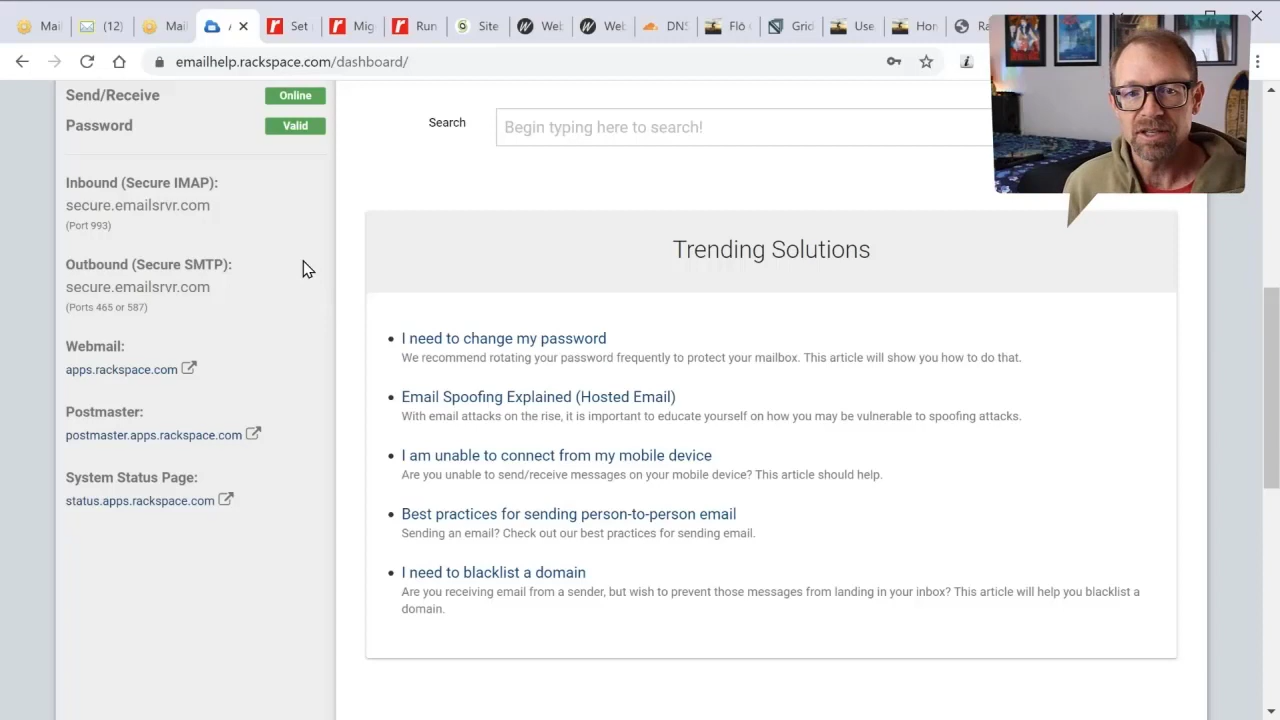 Mai
(12)
Mai
Set
Mig
Run
Site
Wel
Wel
DNS
Fló
Grid
Use
Hor
Ra
emailhelp.rackspace.com/dashboard/
Send/Receive
Online
Password
Valid
Inbound (Secure IMAP):
secure.emailsrvr.com
(Port 993)
Outbound (Secure SMTP):
secure.emailsrvr.com
(Ports 465 or 587)
Webmail:
apps.rackspace.com
Postmaster:
postmaster.apps.rackspace.com
System Status Page:
status.apps.rackspace.com
Search
Begin typing here to search!
Trending Solutions
I need to change my password
We recommend rotating your password frequently to protect your mailbox. This article will show you how to do that.
Email Spoofing Explained (Hosted Email)
With email attacks on the rise, it is important to educate yourself on how you may be vulnerable to spoofing attacks.
I am unable to connect from my mobile device
Are you unable to send/receive messages on your mobile device? This article should help.
Best practices for sending person-to-person email
Sending an email? Check out our best practices for sending email.
I need to blacklist a domain
Are you receiving email from a sender, but wish to prevent those messages from landing in your inbox? This article will help you blacklist a
domain.